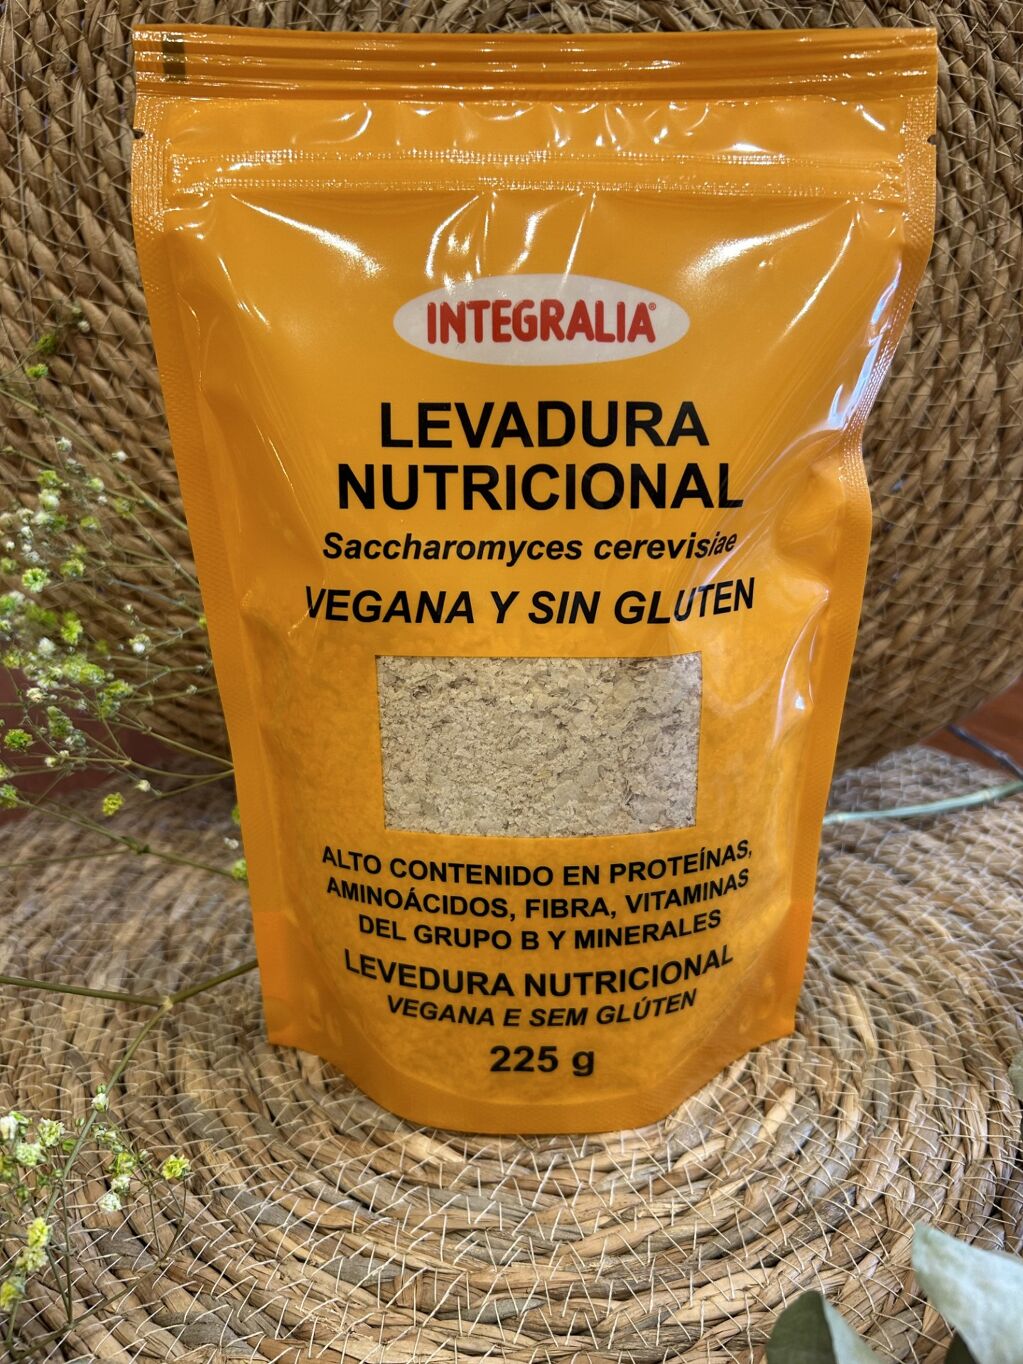 INTEGRALIA®
LEVADURA
NUTRICIONAL
Saccharomyces cerevisiae
VEGANA Y SIN GLUTEN
ALTO CONTENIDO EN PROTEÍNAS,
AMINOÁCIDOS, FIBRA, VITAMINAS
DEL GRUPO B Y MINERALES
LEVEDURA NUTRICIONAL
VEGANA E SEM GLÚTEN
225 g